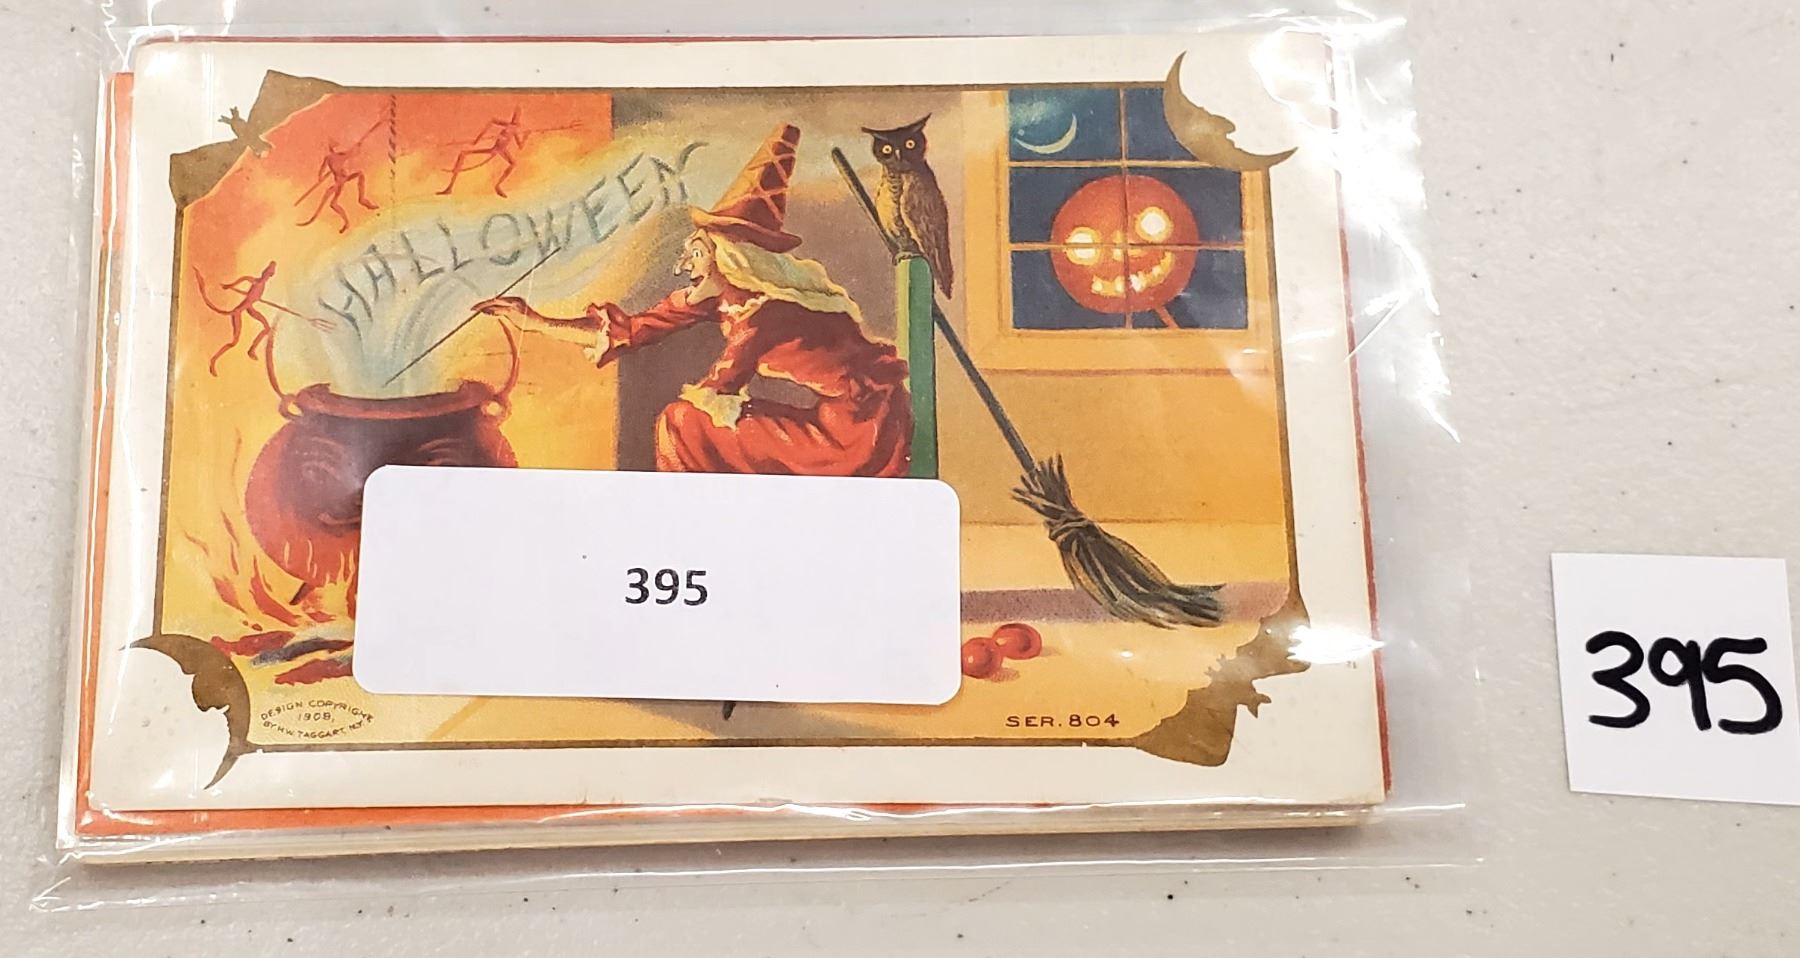 HALLOWEEN
395
DESIGN COPYRIGHT
1908,
BY H.W. TAGGART, N.Y.
SER. 804
395